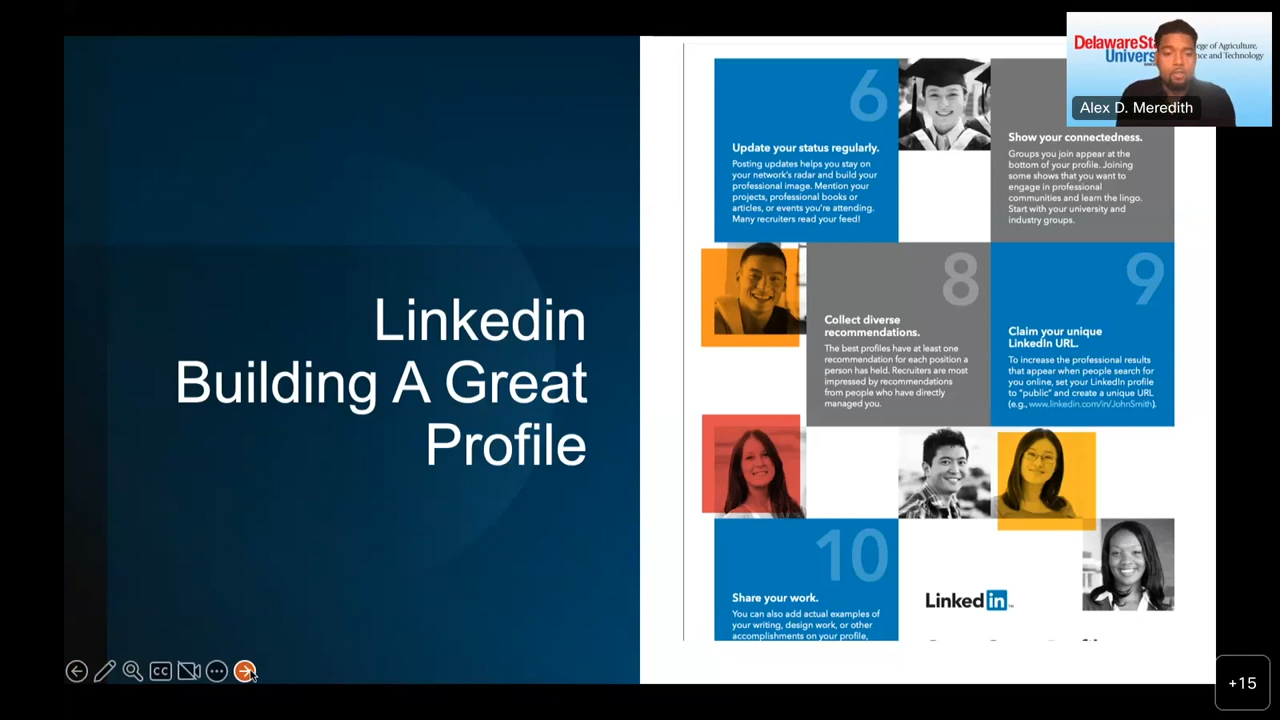 Linkedin
Building A Great
Profile
6
Update your status regularly.
Posting updates helps you stay on
your network's radar and build your
professional image. Mention your
projects, professional books or
articles, or events you're attending.
Many recruiters read your feed!
Show your connectedness.
Groups you join appear at the
bottom of your profile. Joining
some shows that you want to
engage in professional
communities and learn the lingo.
Start with your university and
industry groups.
8
Collect diverse
recommendations.
The best profiles have at least one
recommendation for each position a
person has held. Recruiters are most
impressed by recommendations
from people who have directly
managed you.
9
Claim your unique
LinkedIn URL.
To increase the professional results
that appear when people search for
you online, set your LinkedIn profile
to "public" and create a unique URL
(e.g., www.linkedin.com/in/JohnSmith).
10
Share your work.
You can also add actual examples of
your writing, design work, or other
accomplishments on your profile,
Linked in
Delaware
of Agriculture,
and Technology
Alex D. Meredith
CC
+15